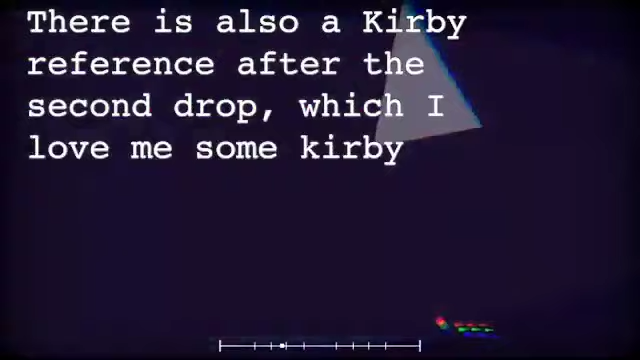 There is also a Kirby
reference after the
second drop, which I
love me some kirby